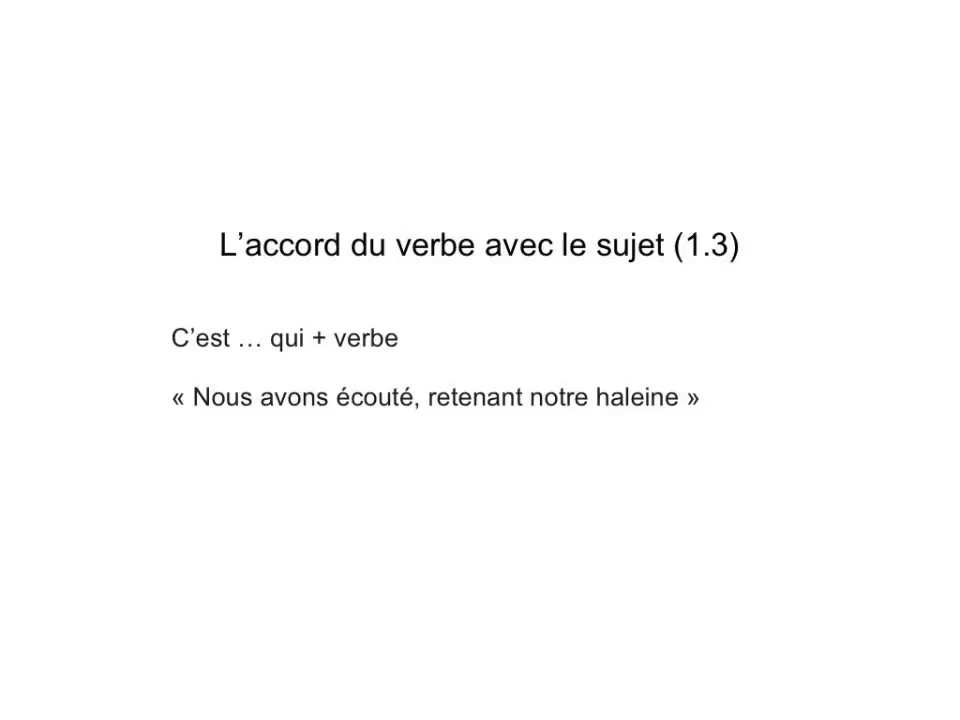 L’accord du verbe avec le sujet (1.3)
C’est … qui + verbe
« Nous avons écouté, retenant notre haleine »